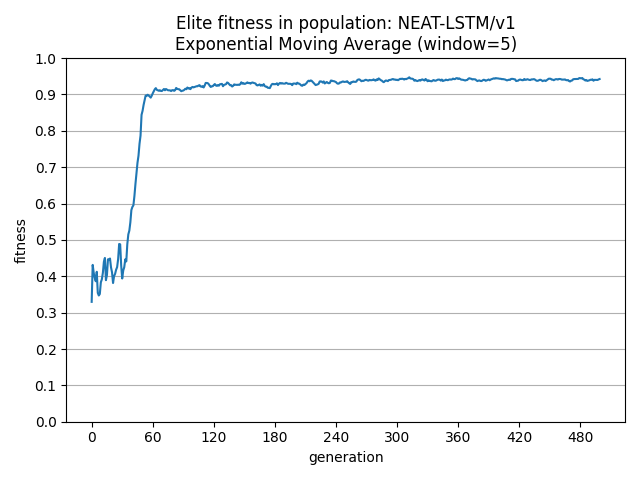 Elite fitness in population: NEAT-LSTM/v1
Exponential Moving Average (window=5)
1.0
0.9
0.8
0.7
0.6
0.5
0.4
0.3
0.2
0.1
0.0
fitness
0 60 120 180 240 300 360 420 480
generation